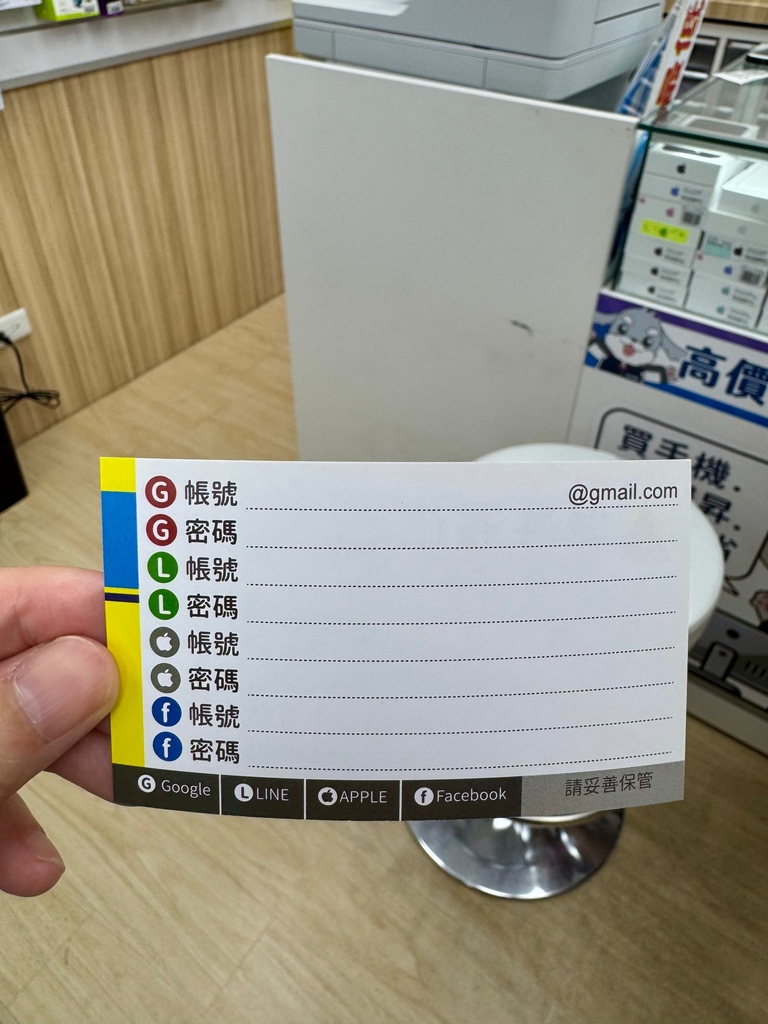 高價
買手機.
昇.
G 帳號 @gmail.com
G 密碼
L 帳號
L 密碼
帳號
密碼
f 帳號
f 密碼
G Google L LINE APPLE f Facebook 請妥善保管